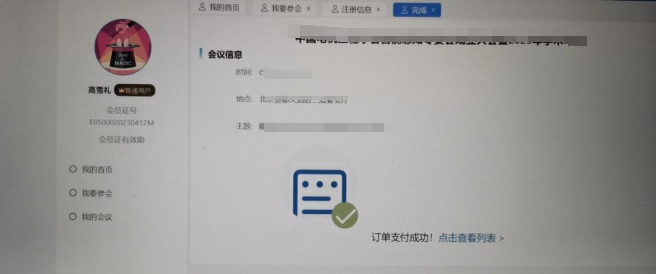 我的首页 × 我要参会 × 注册信息 × 完成 ×
会议信息
时间:
地点:
主题:
高雪礼 普通用户
会员证号
E0500020230412M
会员证有效期
我的首页
我要参会
我的会议
订单支付成功！点击查看列表 >